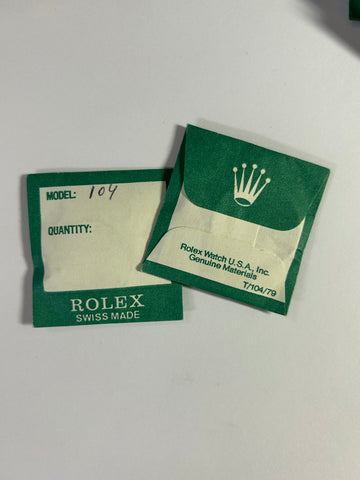 MODEL: 104
QUANTITY:
ROLEX
SWISS MADE
Rolex Watch U.S.A., Inc.
Genuine Materials
T/104/79